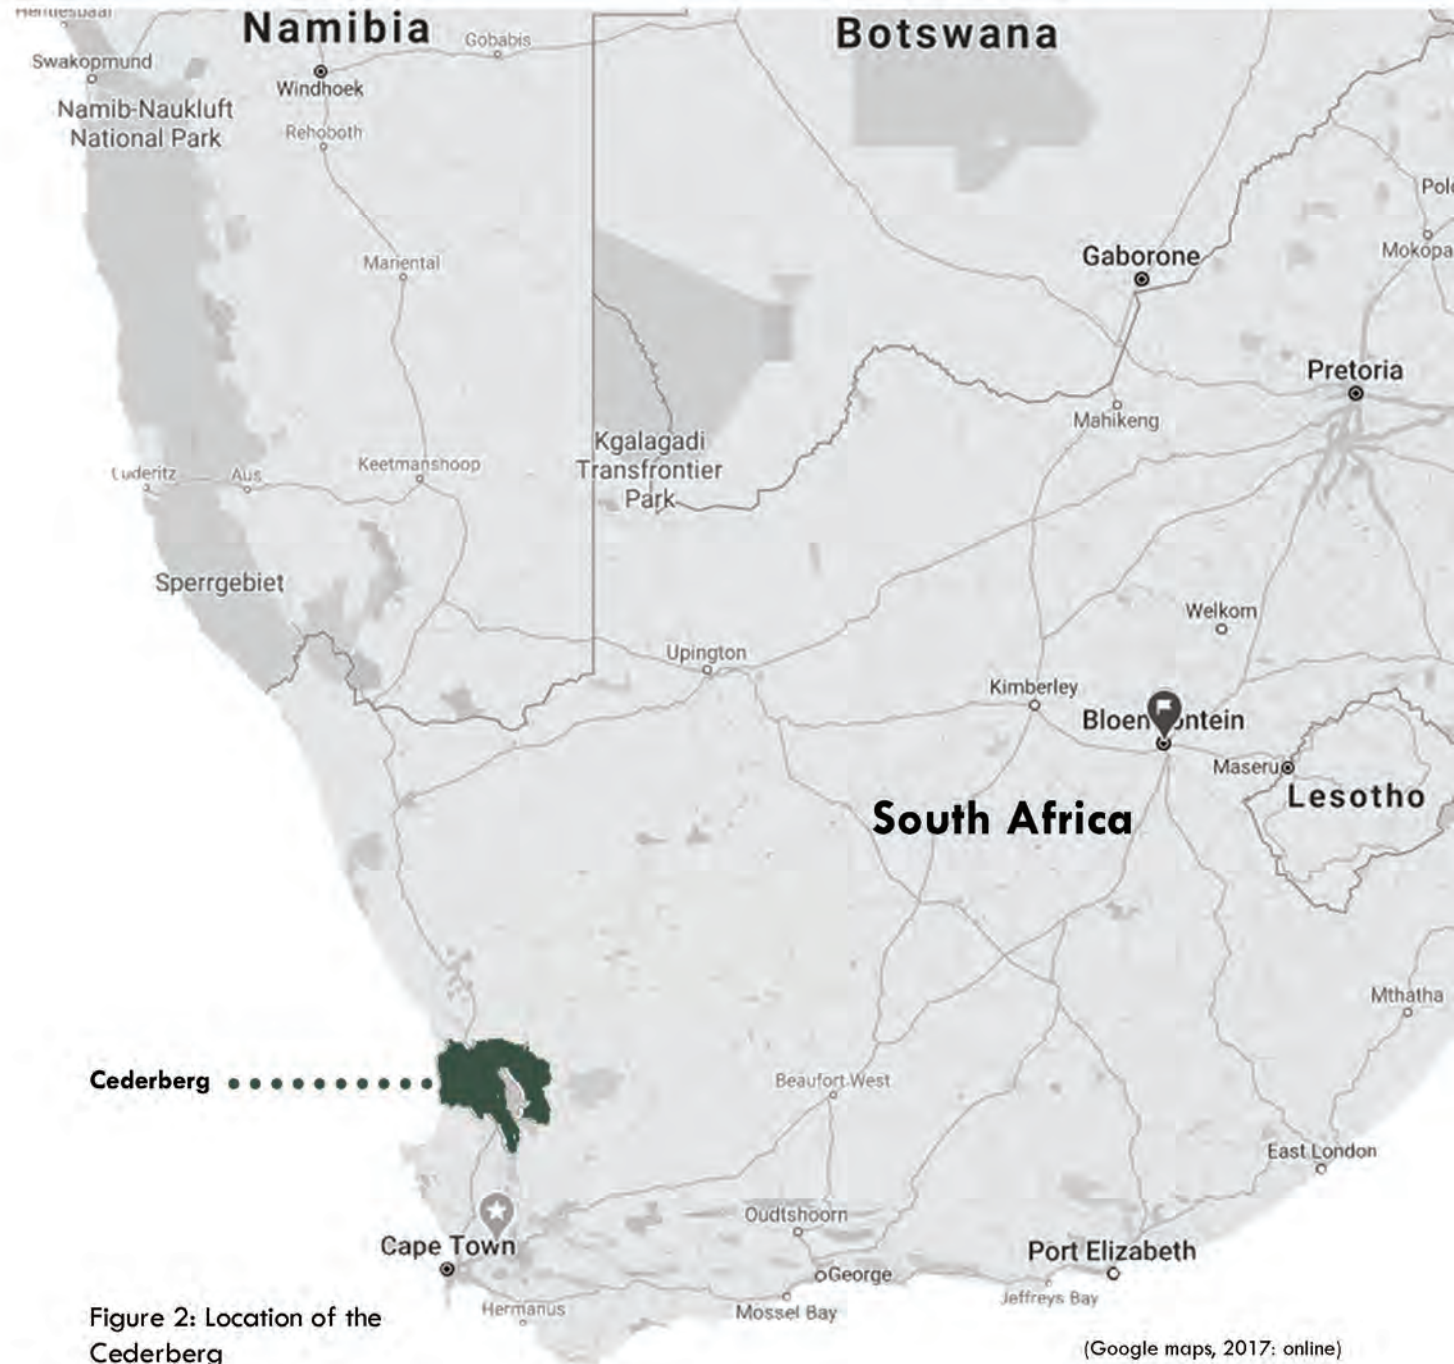 Namibia
Botswana
Gobabis
Swakopmund
Windhoek
Namib-Naukluft
National Park
Rehoboth
Mariental
Gaborone
Pretoria
Mahikeng
Kgalagadi
Transfrontier
Park
Keetmanshoop
Luderitz
Aus
Sperrgebiet
Welkom
Upington
Kimberley
Maseru
Lesotho
South Africa
Mthatha
Cederberg
Beaufort West
East London
Oudtshoorn
Cape Town
Port Elizabeth
George
Jeffreys Bay
Hermanus
Mossel Bay
Figure 2: Location of the
Cederberg
(Google maps, 2017: online)